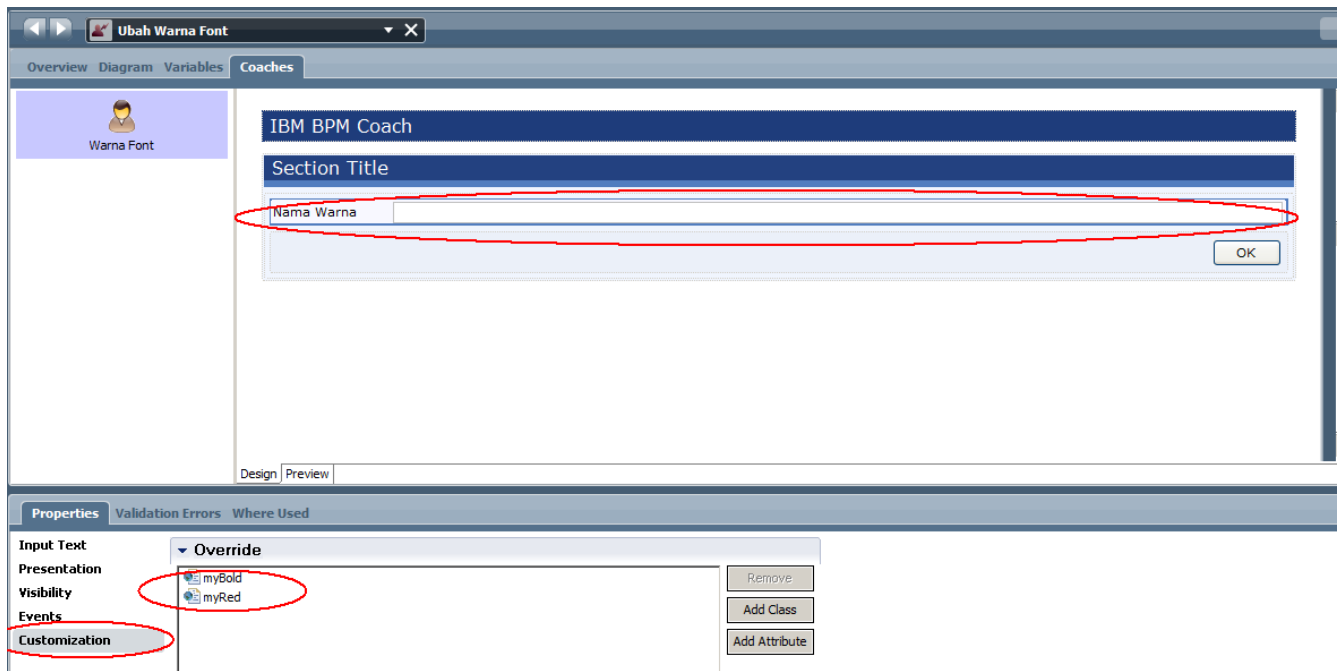 Ubah Warna Font
Overview Diagram Variables Coaches
Warna Font
IBM BPM Coach
Section Title
Nama Warna
OK
Design Preview
Properties Validation Errors Where Used
Input Text
Presentation
Visibility
Events
Customization
Override
myBold
myRed
Remove
Add Class
Add Attribute